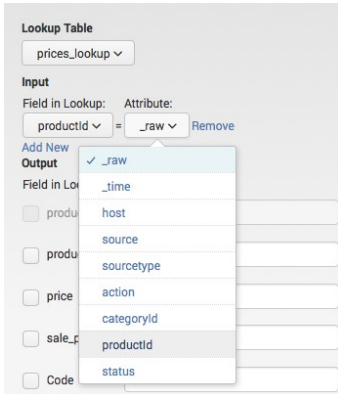 Lookup Table
prices_lookup
Input
Field in Lookup: Attribute:
productId = _raw Remove
Add New
Output
✓ _raw
Field in Lo
_time
produ
host
source
produ
sourcetype
price
action
categoryId
sale_p
productId
Code
status